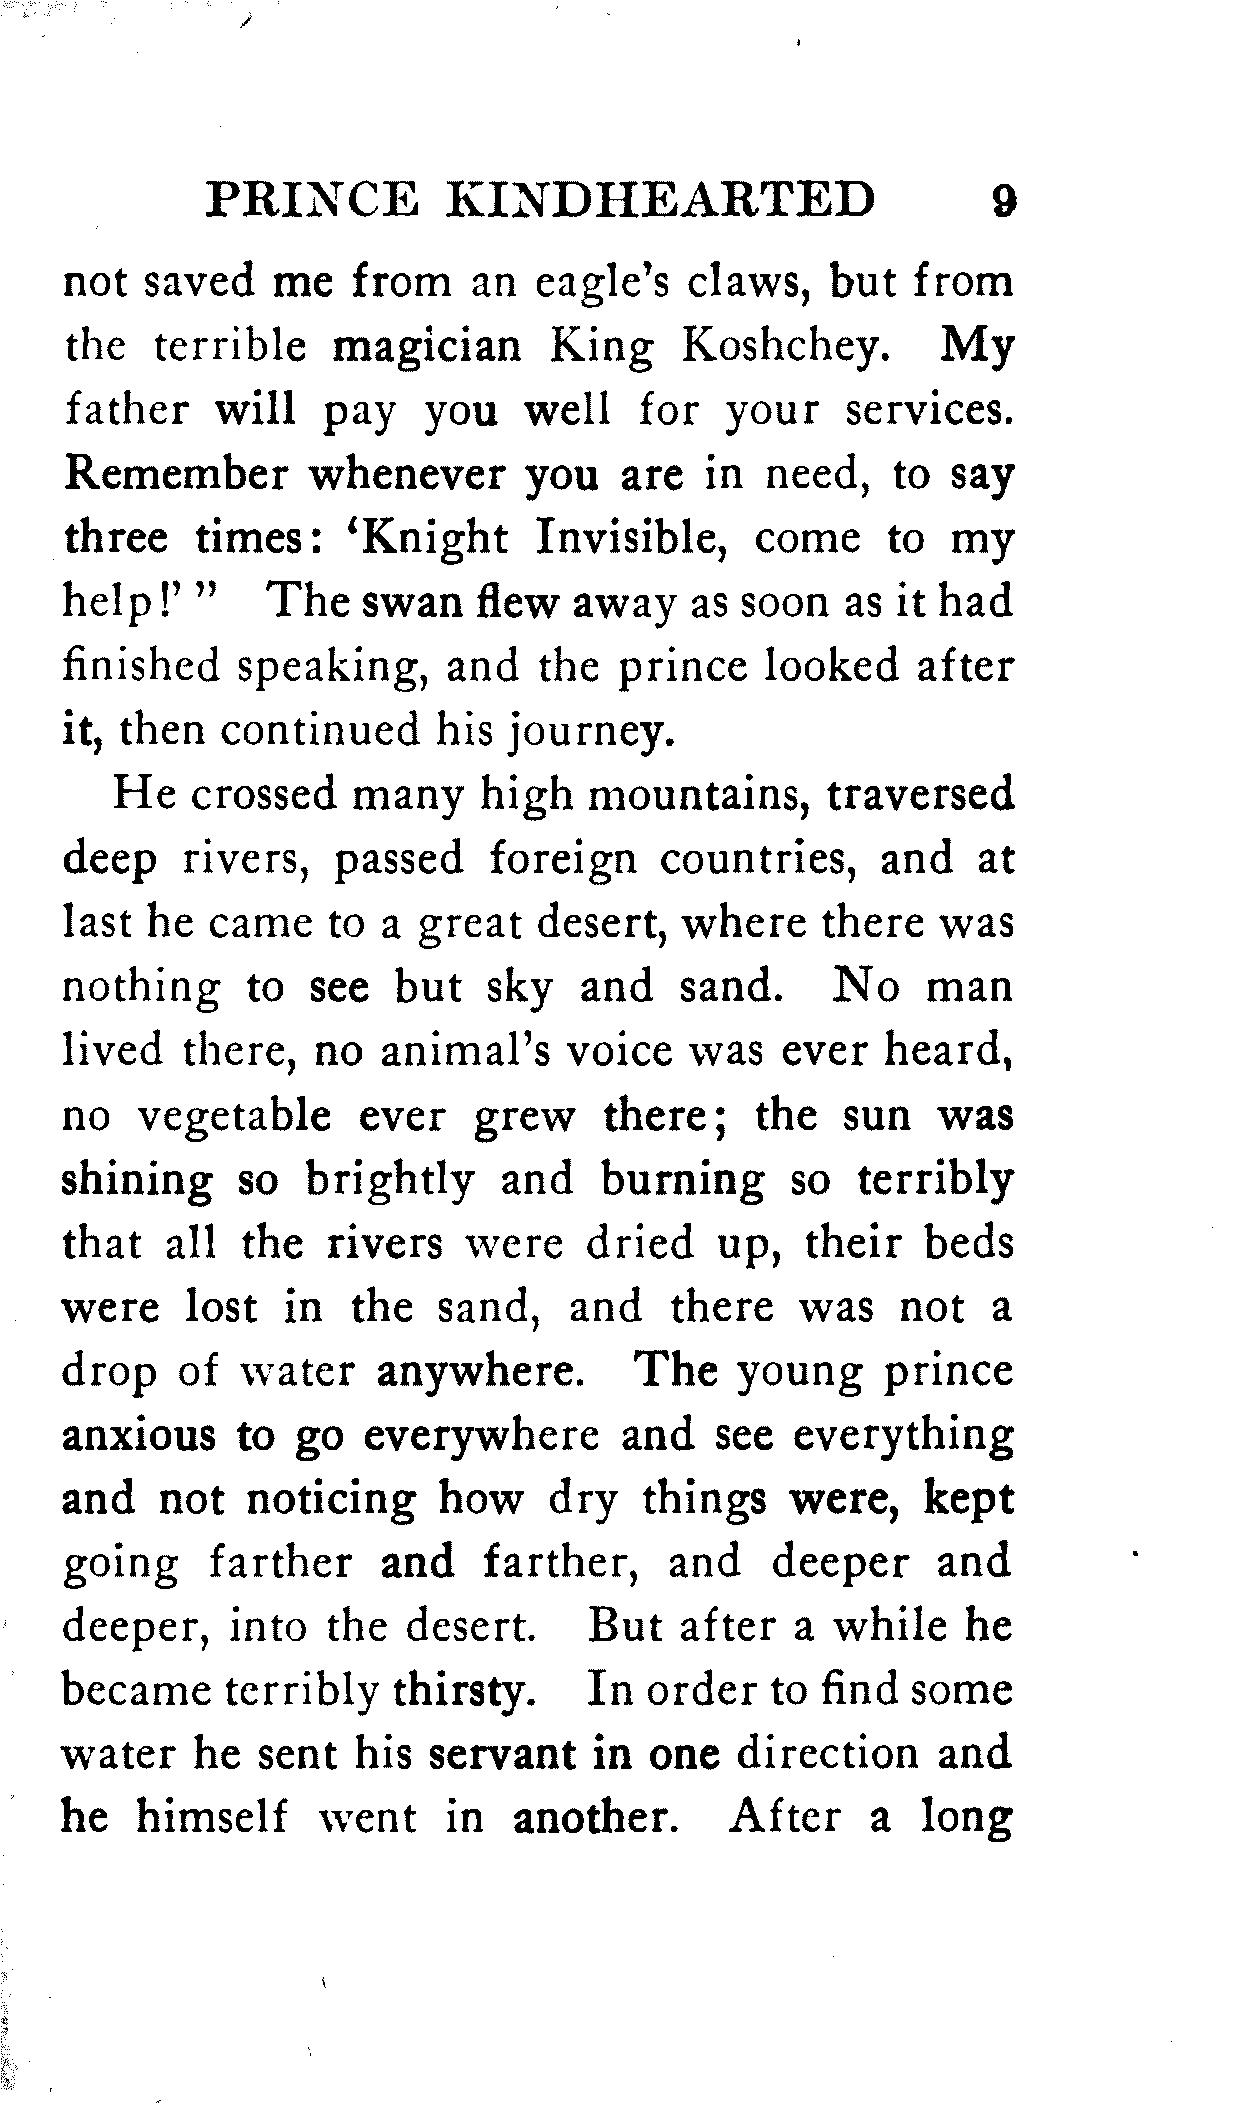 PRINCE KINDHEARTED 9
not saved me from an eagle's claws, but from
the terrible magician King Koshchey. My
father will pay you well for your services.
Remember whenever you are in need, to say
three times: 'Knight Invisible, come to my
help!' " The swan flew away as soon as it had
finished speaking, and the prince looked after
it, then continued his journey.
He crossed many high mountains, traversed
deep rivers, passed foreign countries, and at
last he came to a great desert, where there was
nothing to see but sky and sand. No man
lived there, no animal's voice was ever heard,
no vegetable ever grew there; the sun was
shining so brightly and burning so terribly
that all the rivers were dried up, their beds
were lost in the sand, and there was not a
drop of water anywhere. The young prince
anxious to go everywhere and see everything
and not noticing how dry things were, kept
going farther and farther, and deeper and
deeper, into the desert. But after a while he
became terribly thirsty. In order to find some
water he sent his servant in one direction and
he himself went in another. After a long